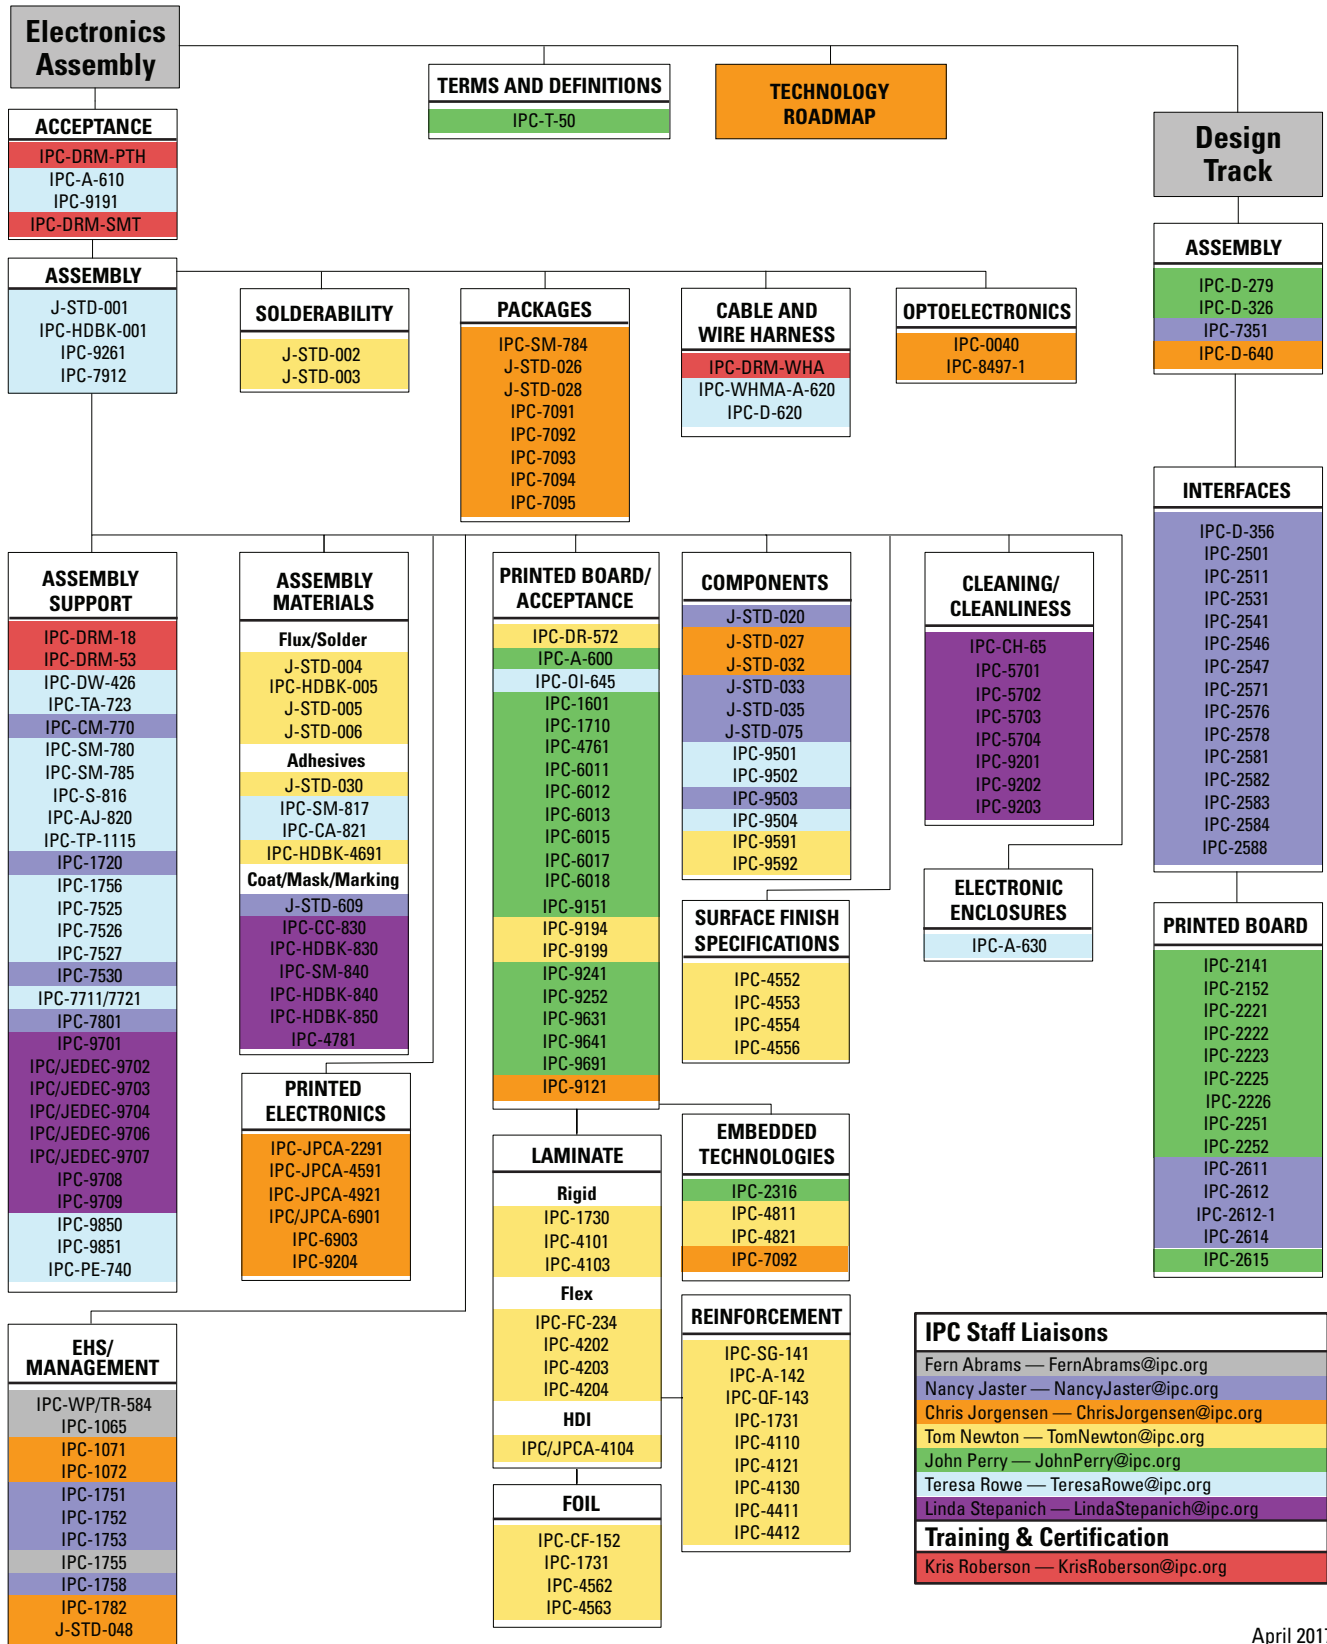 Electronics
Assembly
TERMS AND DEFINITIONS
IPC-T-50
TECHNOLOGY
ROADMAP
Design
Track
ACCEPTANCE
IPC-DRM-PTH
IPC-A-610
IPC-9191
IPC-DRM-SMT
ASSEMBLY
J-STD-001
IPC-HDBK-001
IPC-9261
IPC-7912
SOLDERABILITY
J-STD-002
J-STD-003
PACKAGES
IPC-SM-784
J-STD-026
J-STD-028
IPC-7091
IPC-7092
IPC-7093
IPC-7094
IPC-7095
CABLE AND
WIRE HARNESS
IPC-DRM-WHA
IPC-WHMA-A-620
IPC-D-620
OPTOELECTRONICS
IPC-0040
IPC-8497-1
ASSEMBLY
IPC-D-279
IPC-D-326
IPC-7351
IPC-D-640
INTERFACES
IPC-D-356
IPC-2501
IPC-2511
IPC-2531
IPC-2541
IPC-2546
IPC-2547
IPC-2571
IPC-2576
IPC-2578
IPC-2581
IPC-2582
IPC-2583
IPC-2584
IPC-2588
ASSEMBLY
SUPPORT
IPC-DRM-18
IPC-DRM-53
IPC-DW-426
IPC-TA-723
IPC-CM-770
IPC-SM-780
IPC-SM-785
IPC-S-816
IPC-AJ-820
IPC-TP-1115
IPC-1720
IPC-1756
IPC-7525
IPC-7526
IPC-7527
IPC-7530
IPC-7711/7721
IPC-7801
IPC-9701
IPC/JEDEC-9702
IPC/JEDEC-9703
IPC/JEDEC-9704
IPC/JEDEC-9706
IPC/JEDEC-9707
IPC-9708
IPC-9709
IPC-9850
IPC-9851
IPC-PE-740
ASSEMBLY
MATERIALS
Flux/Solder
J-STD-004
IPC-HDBK-005
J-STD-005
J-STD-006
Adhesives
J-STD-030
IPC-SM-817
IPC-CA-821
IPC-HDBK-4691
Coat/Mask/Marking
J-STD-609
IPC-CC-830
IPC-HDBK-830
IPC-SM-840
IPC-HDBK-840
IPC-HDBK-850
IPC-4781
PRINTED BOARD/
ACCEPTANCE
IPC-DR-572
IPC-A-600
IPC-OI-645
IPC-1601
IPC-1710
IPC-4761
IPC-6011
IPC-6012
IPC-6013
IPC-6015
IPC-6017
IPC-6018
IPC-9151
IPC-9194
IPC-9199
IPC-9241
IPC-9252
IPC-9631
IPC-9641
IPC-9691
IPC-9121
COMPONENTS
J-STD-020
J-STD-027
J-STD-032
J-STD-033
J-STD-035
J-STD-075
IPC-9501
IPC-9502
IPC-9503
IPC-9504
IPC-9591
IPC-9592
CLEANING/
CLEANLINESS
IPC-CH-65
IPC-5701
IPC-5702
IPC-5703
IPC-5704
IPC-9201
IPC-9202
IPC-9203
SURFACE FINISH
SPECIFICATIONS
IPC-4552
IPC-4553
IPC-4554
IPC-4556
ELECTRONIC
ENCLOSURES
IPC-A-630
PRINTED BOARD
IPC-2141
IPC-2152
IPC-2221
IPC-2222
IPC-2223
IPC-2225
IPC-2226
IPC-2251
IPC-2252
IPC-2611
IPC-2612
IPC-2612-1
IPC-2614
IPC-2615
PRINTED
ELECTRONICS
IPC-JPCA-2291
IPC-JPCA-4591
IPC-JPCA-4921
IPC/JPCA-6901
IPC-6903
IPC-9204
LAMINATE
Rigid
IPC-1730
IPC-4101
IPC-4103
Flex
IPC-FC-234
IPC-4202
IPC-4203
IPC-4204
HDI
IPC/JPCA-4104
EMBEDDED
TECHNOLOGIES
IPC-2316
IPC-4811
IPC-4821
IPC-7092
REINFORCEMENT
IPC-SG-141
IPC-A-142
IPC-QF-143
IPC-1731
IPC-4110
IPC-4121
IPC-4130
IPC-4411
IPC-4412
FOIL
IPC-CF-152
IPC-1731
IPC-4562
IPC-4563
EHS/
MANAGEMENT
IPC-WP/TR-584
IPC-1065
IPC-1071
IPC-1072
IPC-1751
IPC-1752
IPC-1753
IPC-1755
IPC-1758
IPC-1782
J-STD-048
IPC Staff Liaisons
Fern Abrams — FernAbrams@ipc.org
Nancy Jaster — NancyJaster@ipc.org
Chris Jorgensen — ChrisJorgensen@ipc.org
Tom Newton — TomNewton@ipc.org
John Perry — JohnPerry@ipc.org
Teresa Rowe — TeresaRowe@ipc.org
Linda Stepanich — LindaStepanich@ipc.org
Training & Certification
Kris Roberson — KrisRoberson@ipc.org
April 2017